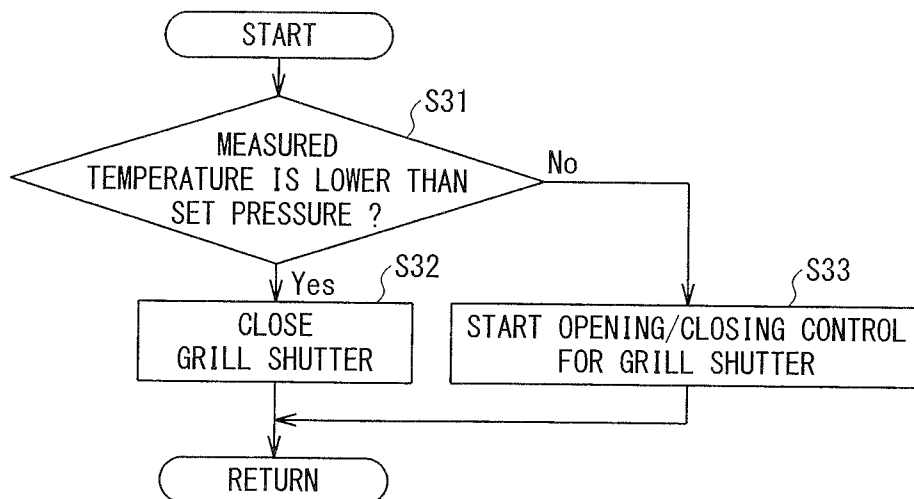 START
S31
MEASURED
TEMPERATURE IS LOWER THAN
SET PRESSURE ?
No
Yes
S32
CLOSE
GRILL SHUTTER
S33
START OPENING/CLOSING CONTROL
FOR GRILL SHUTTER
RETURN